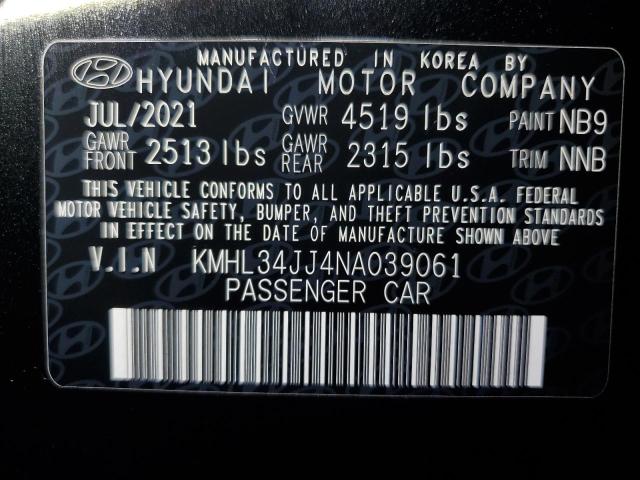 MANUFACTURED IN KOREA BY
HYUNDAI MOTOR COMPANY
JUL/2021 GVWR 4519 lbs PAINT NB9
GAWR FRONT 2513 lbs GAWR REAR 2315 lbs TRIM NNB
THIS VEHICLE CONFORMS TO ALL APPLICABLE U.S.A. FEDERAL
MOTOR VEHICLE SAFETY, BUMPER, AND THEFT PREVENTION STANDARDS
IN EFFECT ON THE DATE OF MANUFACTURE SHOWN ABOVE
V.I.N KMHL34JJ4NA039061
PASSENGER CAR